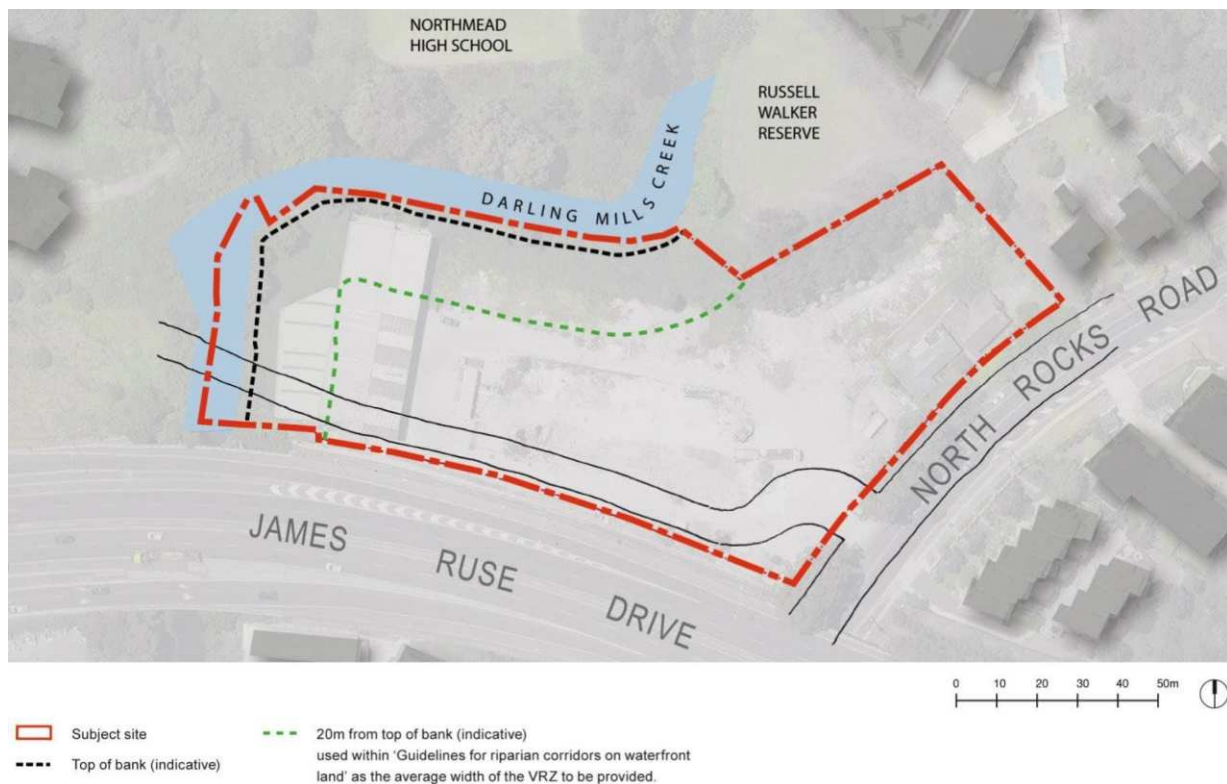 NORTHMEAD
HIGH SCHOOL
RUSSELL
WALKER
RESERVE
DARLING MILLS CREEK
NORTH ROCKS ROAD
JAMES RUSE DRIVE
0 10 20 30 40 50m
Subject site
Top of bank (indicative)
20m from top of bank (indicative)
used within 'Guidelines for riparian corridors on waterfront
land' as the average width of the VRZ to be provided.